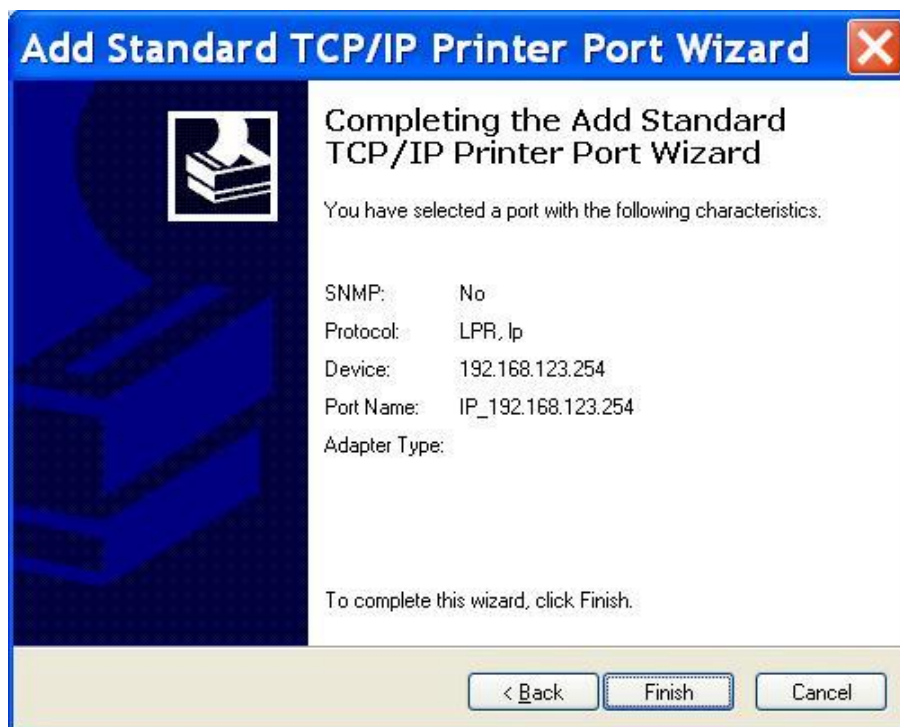 Add Standard TCP/IP Printer Port Wizard
Completing the Add Standard
TCP/IP Printer Port Wizard
You have selected a port with the following characteristics.
SNMP: No
Protocol: LPR, lp
Device: 192.168.123.254
Port Name: IP_192.168.123.254
Adapter Type:
To complete this wizard, click Finish.
< Back Finish Cancel